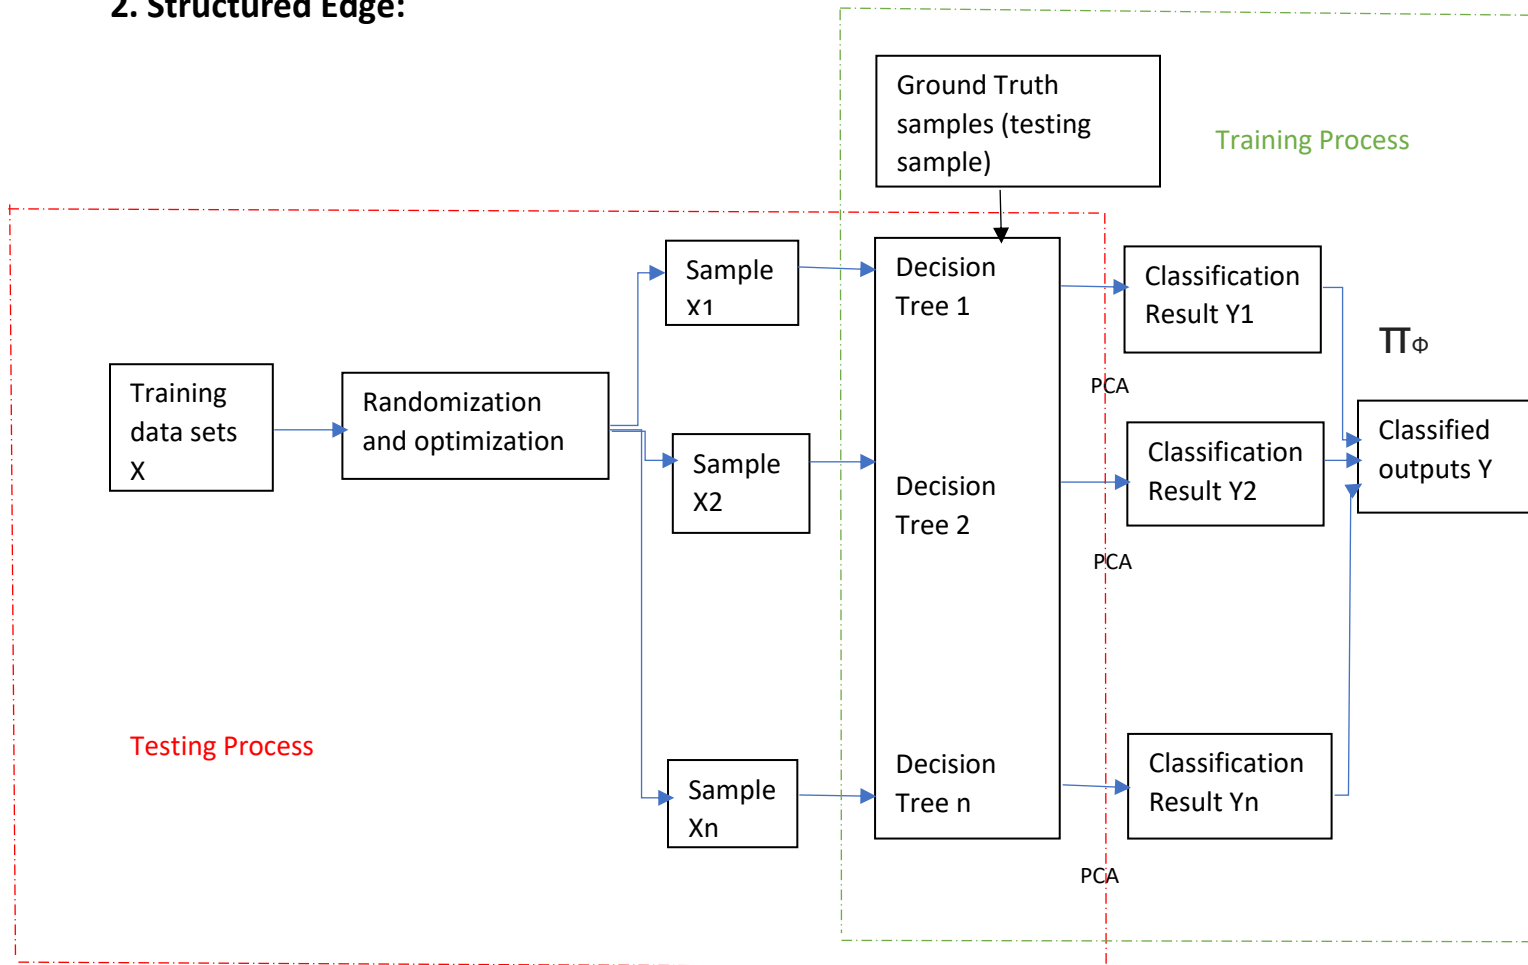 2. Structured Edge:
Ground Truth
samples (testing
sample)
Training Process
Sample
X1
Decision
Tree 1
Classification
Result Y1
πΦ
PCA
Training
data sets
X
Randomization
and optimization
Sample
X2
Decision
Tree 2
Classification
Result Y2
Classified
outputs Y
PCA
Testing Process
Sample
Xn
Decision
Tree n
Classification
Result Yn
PCA